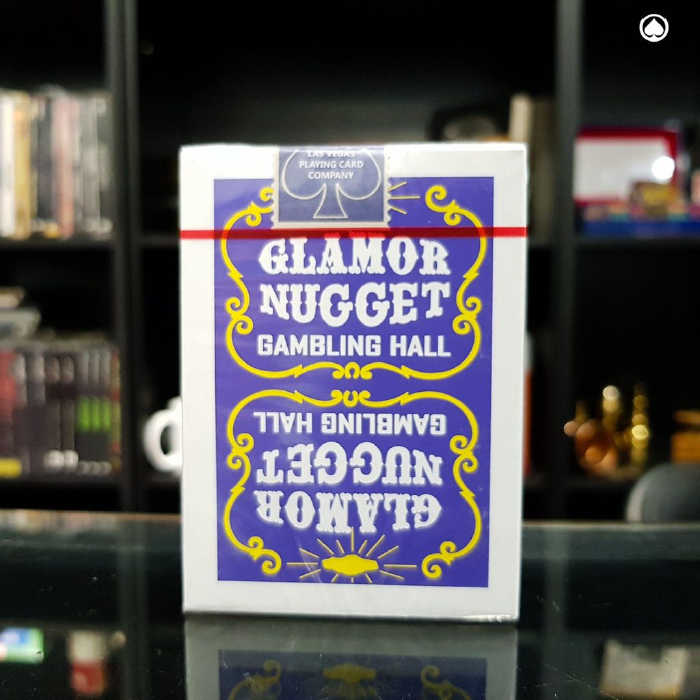 LAS VEGAS
PLAYING CARD
COMPANY
GLAMOR
NUGGET
GAMBLING HALL
GAMBLING HALL
NUGGET
GLAMOR